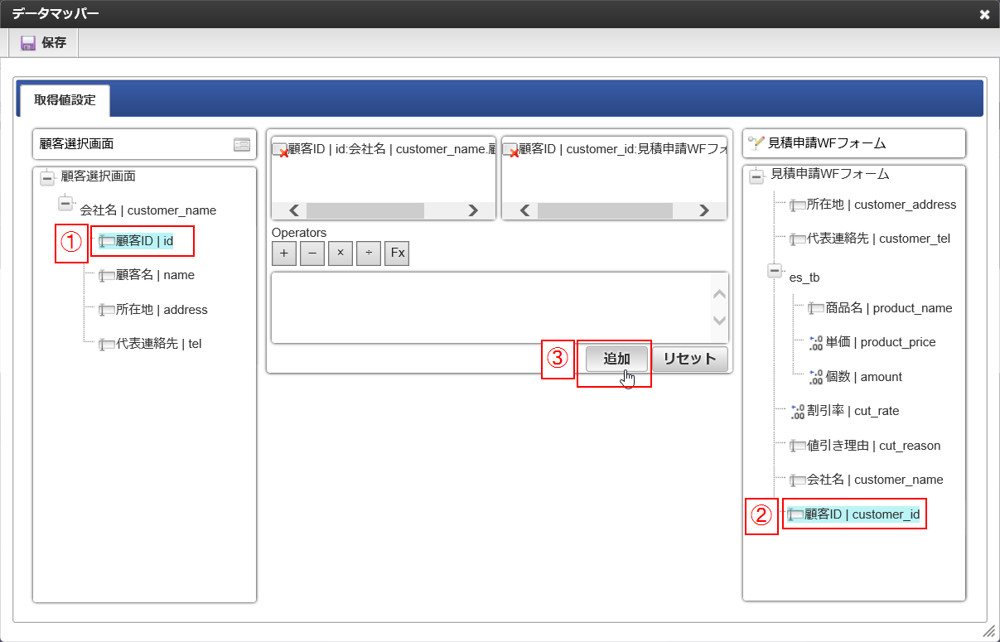 データマッパー
保存
取得値設定
顧客選択画面
顧客選択画面
会社名 | customer_name
①
顧客ID | id
顧客名 | name
所在地 | address
代表連絡先 | tel
顧客ID | id:会社名 | customer_name.
顧客ID | customer_id:見積申請WFフォ
Operators
+
−
×
÷
Fx
③
追加
リセット
見積申請WFフォーム
見積申請WFフォーム
所在地 | customer_address
代表連絡先 | customer_tel
es_tb
商品名 | product_name
単価 | product_price
個数 | amount
割引率 | cut_rate
値引き理由 | cut_reason
会社名 | customer_name
②
顧客ID | customer_id